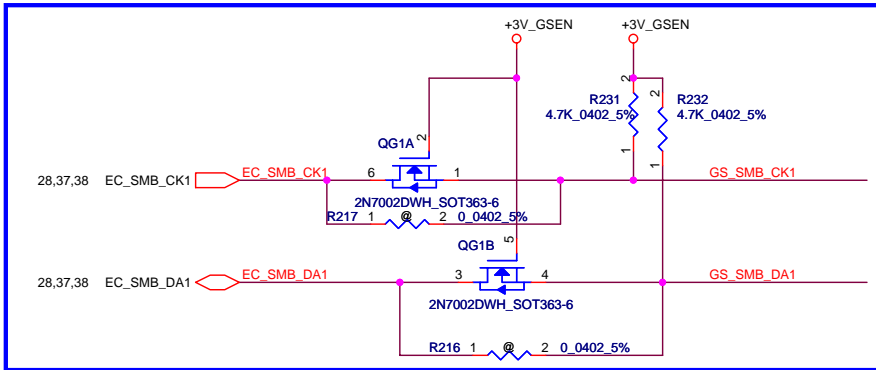 +3V_GSEN +3V_GSEN
2 2
R231 R232
4.7K_0402_5% 4.7K_0402_5%
QG1A 2
1 1
28,37,38 EC_SMB_CK1 EC_SMB_CK1 6 1 GS_SMB_CK1
2N7002DWH_SOT363-6
R217 1 @ 2 0_0402_5%
QG1B 5
28,37,38 EC_SMB_DA1 EC_SMB_DA1 3 4 GS_SMB_DA1
2N7002DWH_SOT363-6
R216 1 @ 2 0_0402_5%